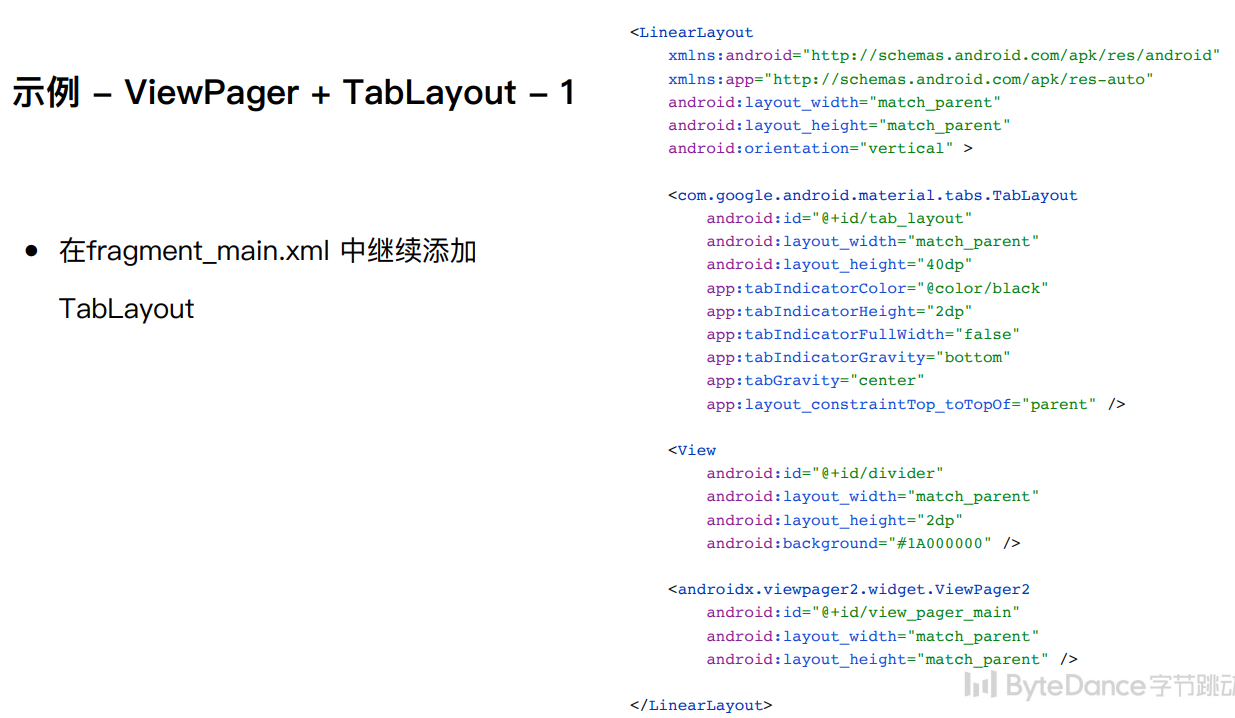 示例 – ViewPager + TabLayout – 1
● 在fragment_main.xml 中继续添加
TabLayout
<LinearLayout
xmlns:android="http://schemas.android.com/apk/res/android"
xmlns:app="http://schemas.android.com/apk/res-auto"
android:layout_width="match_parent"
android:layout_height="match_parent"
android:orientation="vertical" >
<com.google.android.material.tabs.TabLayout
android:id="@+id/tab_layout"
android:layout_width="match_parent"
android:layout_height="40dp"
app:tabIndicatorColor="@color/black"
app:tabIndicatorHeight="2dp"
app:tabIndicatorFullWidth="false"
app:tabIndicatorGravity="bottom"
app:tabGravity="center"
app:layout_constraintTop_toTopOf="parent" />
<View
android:id="@+id/divider"
android:layout_width="match_parent"
android:layout_height="2dp"
android:background="#1A000000" />
<androidx.viewpager2.widget.ViewPager2
android:id="@+id/view_pager_main"
android:layout_width="match_parent"
android:layout_height="match_parent" />
</LinearLayout>
ByteDance字节跳动